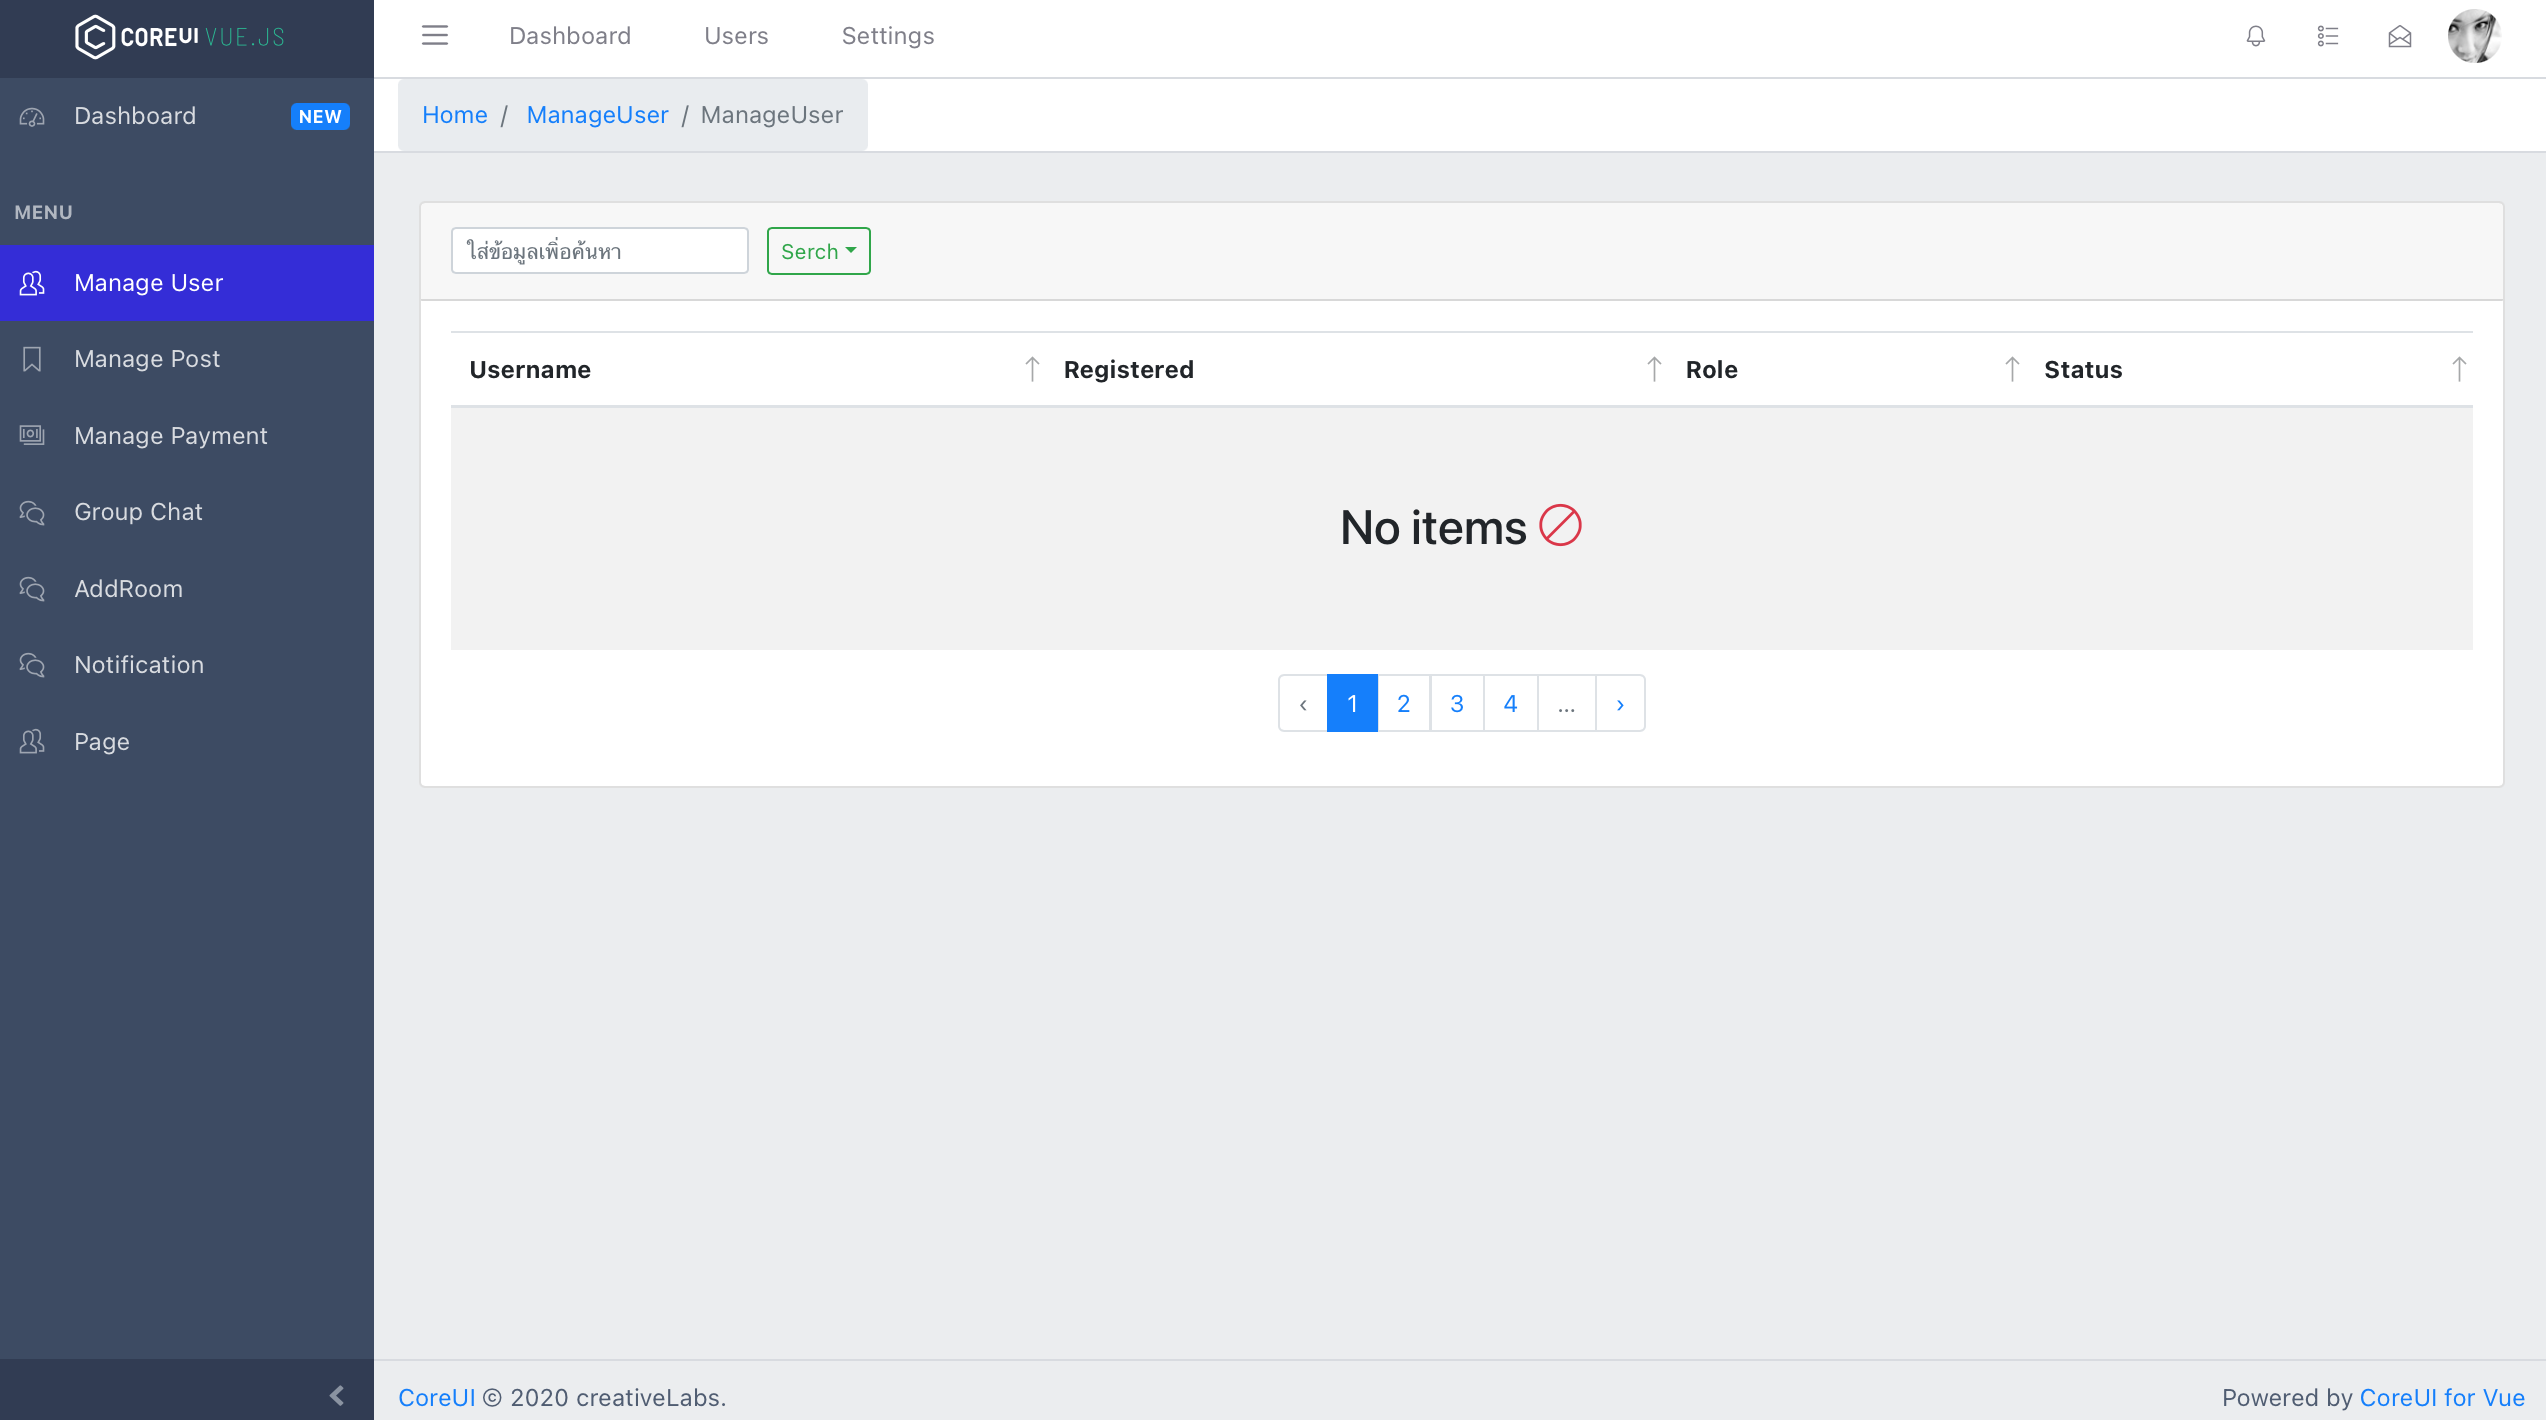 COREUI VUE.JS
Dashboard Users Settings
Dashboard NEW
Home / ManageUser / ManageUser
MENU
Manage User
Manage Post
Manage Payment
Group Chat
AddRoom
Notification
Page
ใส่ข้อมูลเพื่อค้นหา Serch
Username Registered Role Status
No items
‹ 1 2 3 4 ... ›
CoreUI © 2020 creativeLabs. Powered by CoreUI for Vue